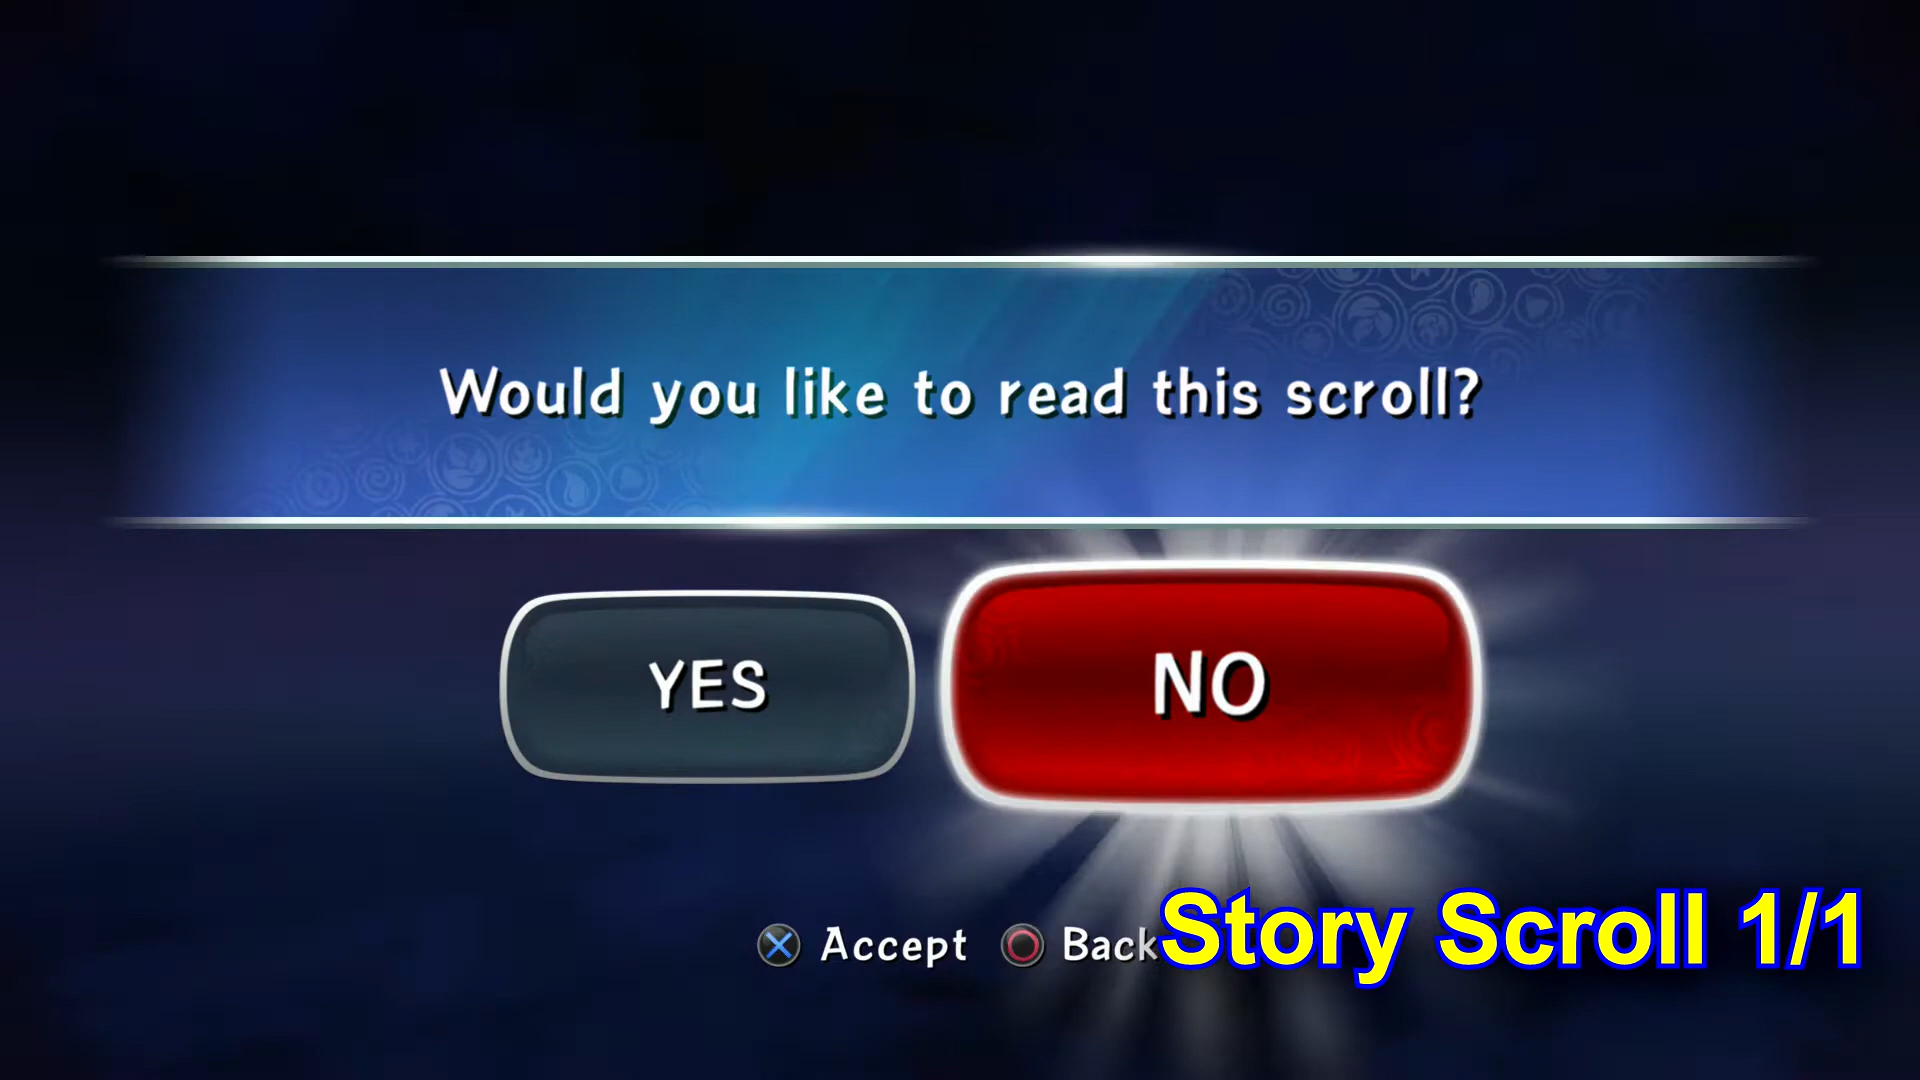 Would you like to read this scroll?
YES
NO
Accept
Back
Story Scroll 1/1